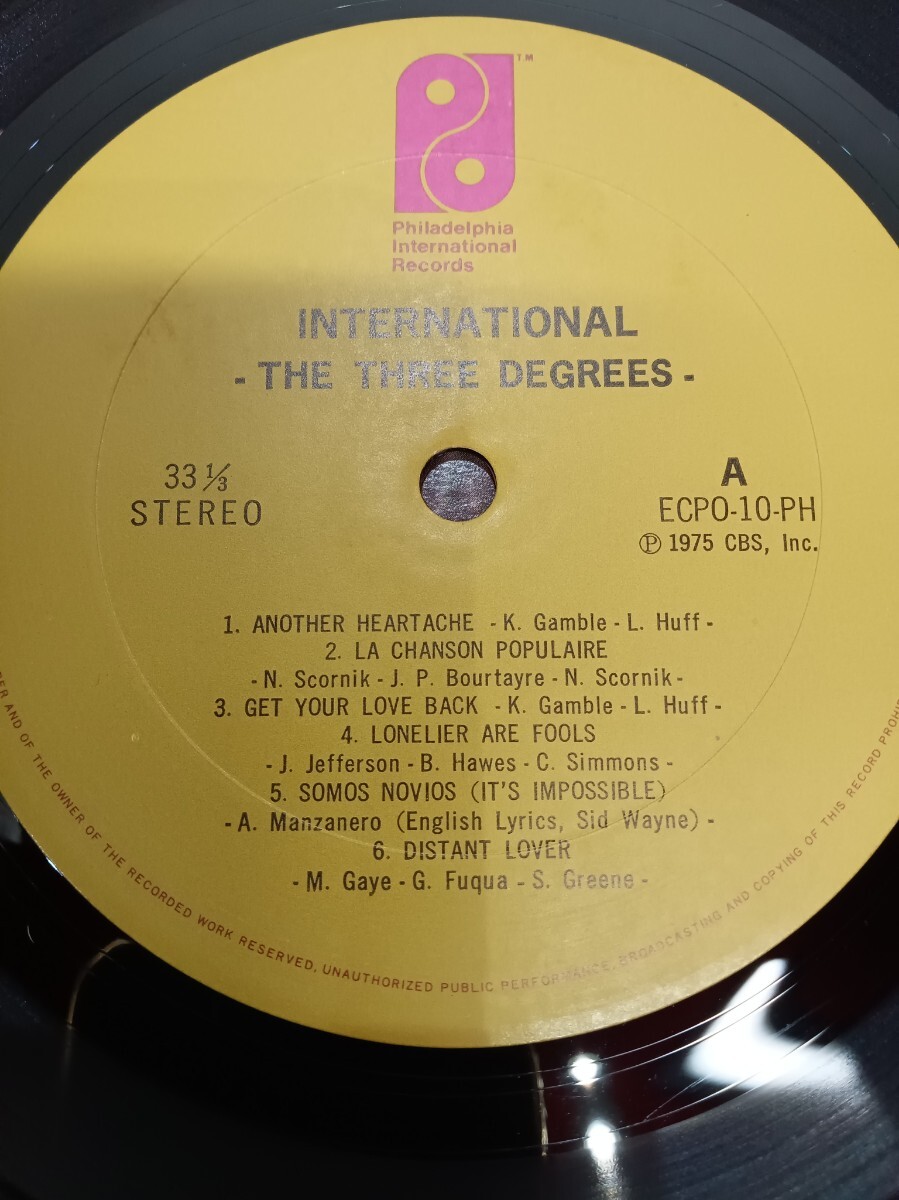 TM
Philadelphia
International
Records
INTERNATIONAL
- THE THREE DEGREES -
33 1/3
STEREO
A
ECPO-10-PH
Ⓟ 1975 CBS, Inc.
1. ANOTHER HEARTACHE - K. Gamble - L. Huff -
2. LA CHANSON POPULAIRE
- N. Scornik - J. P. Bourtayre - N. Scornik -
3. GET YOUR LOVE BACK - K. Gamble - L. Huff -
4. LONELIER ARE FOOLS
- J. Jefferson - B. Hawes - C. Simmons -
5. SOMOS NOVIOS (IT'S IMPOSSIBLE)
- A. Manzanero (English Lyrics, Sid Wayne) -
6. DISTANT LOVER
- M. Gaye - G. Fuqua - S. Greene -
AND OF THE OWNER OF THE RECORDED WORK RESERVED. UNAUTHORIZED PUBLIC PERFORMANCE, BROADCASTING AND COPYING OF THIS RECORD